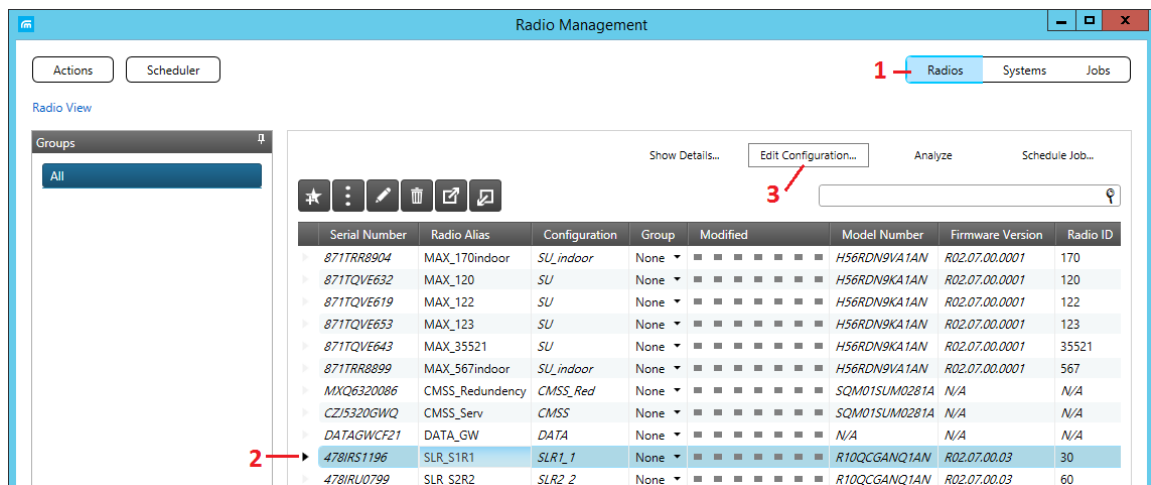 Radio Management
Actions Scheduler 1 Radios Systems Jobs
Radio View
Groups
All
Show Details... Edit Configuration... Analyze Schedule Job...
3
Serial Number Radio Alias Configuration Group Modified Model Number Firmware Version Radio ID
871TRR8904 MAX_170indoor SU_indoor None H56RDN9VA1AN R02.07.00.0001 170
871TQVE632 MAX_120 SU None H56RDN9KA1AN R02.07.00.0001 120
871TQVE619 MAX_122 SU None H56RDN9KA1AN R02.07.00.0001 122
871TQVE653 MAX_123 SU None H56RDN9KA1AN R02.07.00.0001 123
871TQVE643 MAX_35521 SU None H56RDN9KA1AN R02.07.00.0001 35521
871TRR8899 MAX_567indoor SU_indoor None H56RDN9VA1AN R02.07.00.0001 567
MXQ6320086 CMSS_Redundency CMSS_Red None SQM01SUM0281A N/A N/A
CZJ5320GWQ CMSS_Serv CMSS None SQM01SUM0281A N/A N/A
DATAGWCF21 DATA_GW DATA None N/A N/A N/A
2 478IRS1196 SLR_S1R1 SLR1_1 None R10QCGANQ1AN R02.07.00.03 30
478IRU0799 SLR_S2R2 SLR2_2 None R10QCGANQ1AN R02.07.00.03 60